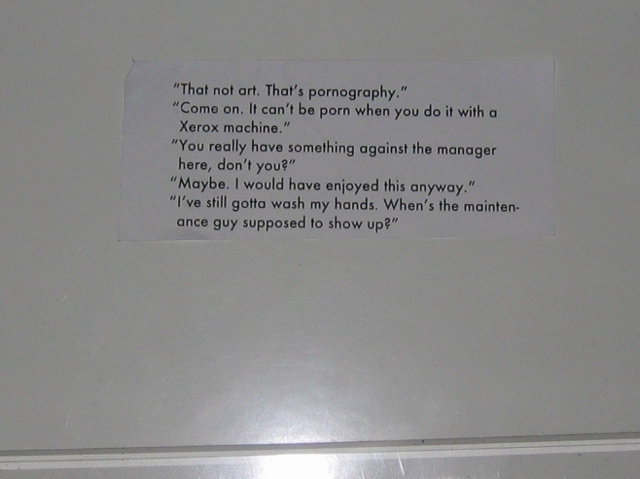 "That not art. That's pornography."
"Come on. It can't be porn when you do it with a
Xerox machine."
"You really have something against the manager
here, don't you?"
"Maybe. I would have enjoyed this anyway."
"I've still gotta wash my hands. When's the mainten-
ance guy supposed to show up?"